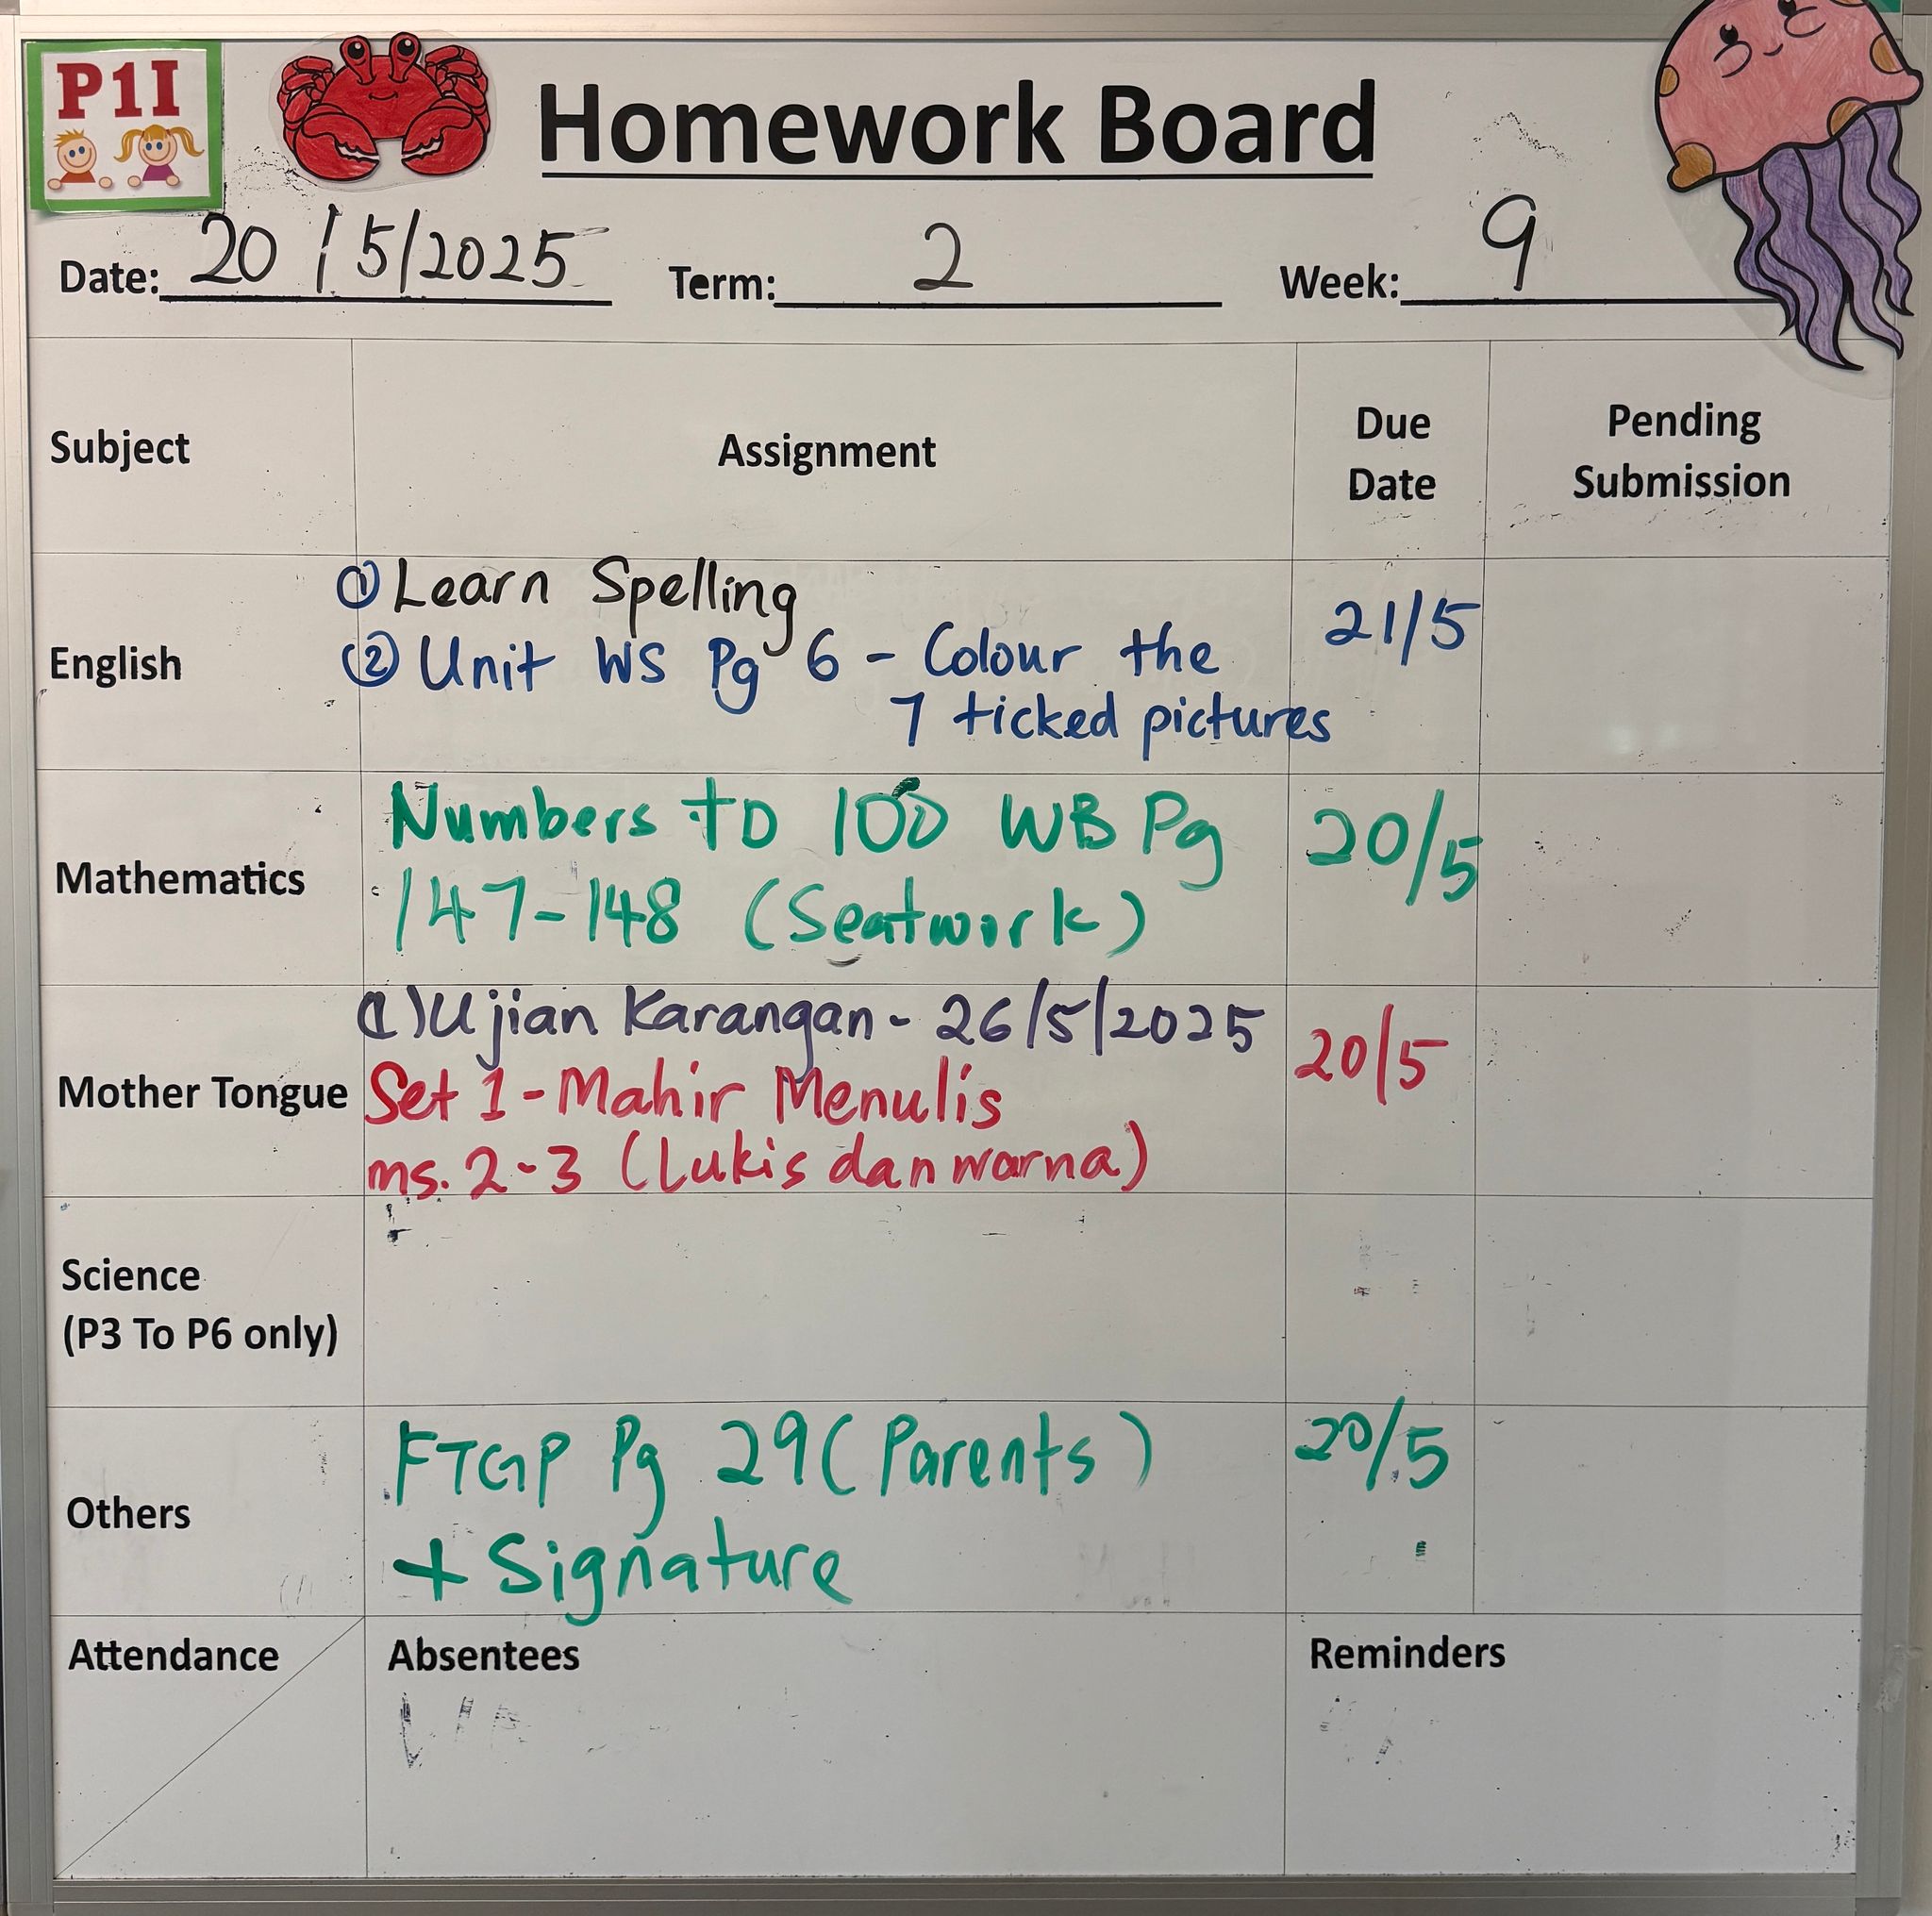 P1I
Homework Board
Date: 20/5/2025 Term: 2 Week: 9
Subject Assignment Due Date Pending Submission
English
① Learn Spelling
② Unit WS Pg 6 - Colour the
7 ticked pictures
21/5
Mathematics
Numbers to 100 WB Pg
147-148 (Seatwork)
20/5
Mother Tongue
(1) Ujian Karangan - 26/5/2025
Set 1 - Mahir Menulis
ms. 2-3 (Lukis dan warna)
20/5
Science
(P3 To P6 only)
Others
FTGP Pg 29 (Parents)
+ Signature
20/5
Attendance Absentees Reminders